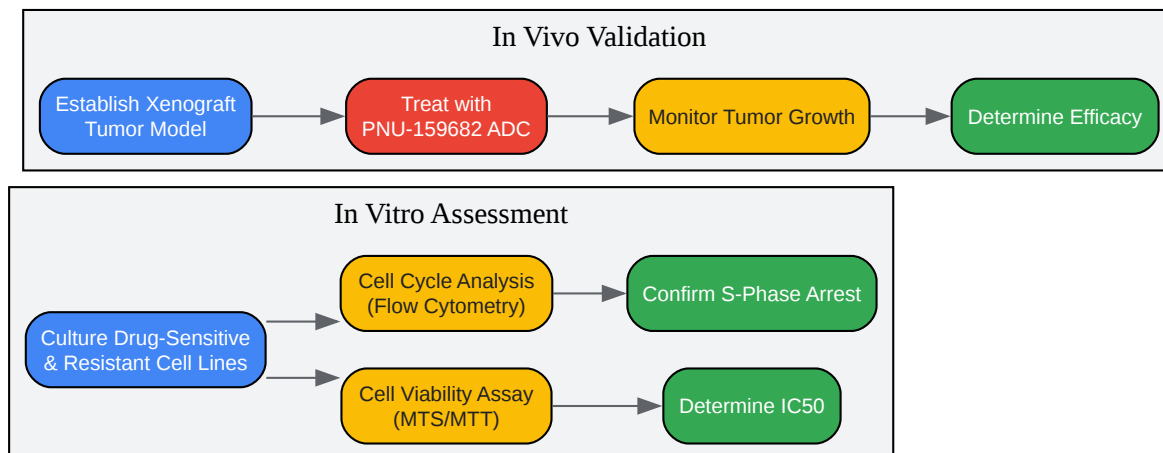 In Vivo Validation
Establish Xenograft
Tumor Model
Treat with
PNU-159682 ADC
Monitor Tumor Growth
Determine Efficacy
In Vitro Assessment
Culture Drug-Sensitive
& Resistant Cell Lines
Cell Cycle Analysis
(Flow Cytometry)
Confirm S-Phase Arrest
Cell Viability Assay
(MTS/MTT)
Determine IC50